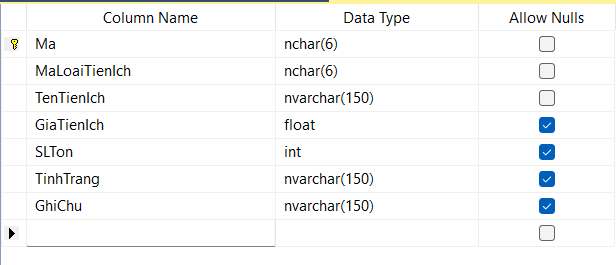 Column Name Data Type Allow Nulls
Ma nchar(6)
MaLoaiTienIch nchar(6)
TenTienIch nvarchar(150)
GiaTienIch float
SLTon int
TinhTrang nvarchar(150)
GhiChu nvarchar(150)